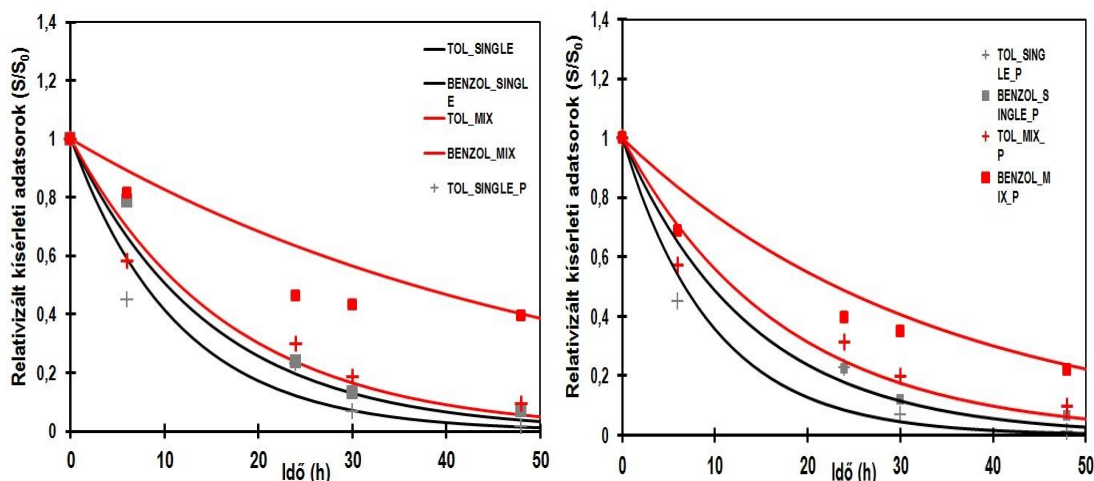 Relativizált kísérleti adatsorok (S/S₀)
1,4
1,2
1
0,8
0,6
0,4
0,2
0
0
10
20
30
40
50
Idő (h)
TOL_SINGLE
BENZOL_SINGL
E
TOL_MIX
BENZOL_MIX
TOL_SINGLE_P
Relativizált kísérleti adatsorok (S/S₀)
1,4
1,2
1
0,8
0,6
0,4
0,2
0
0
10
20
30
40
50
Idő (h)
TOL_SING
LE_P
BENZOL_S
INGLE_P
TOL_MIX_
P
BENZOL_M
IX_P